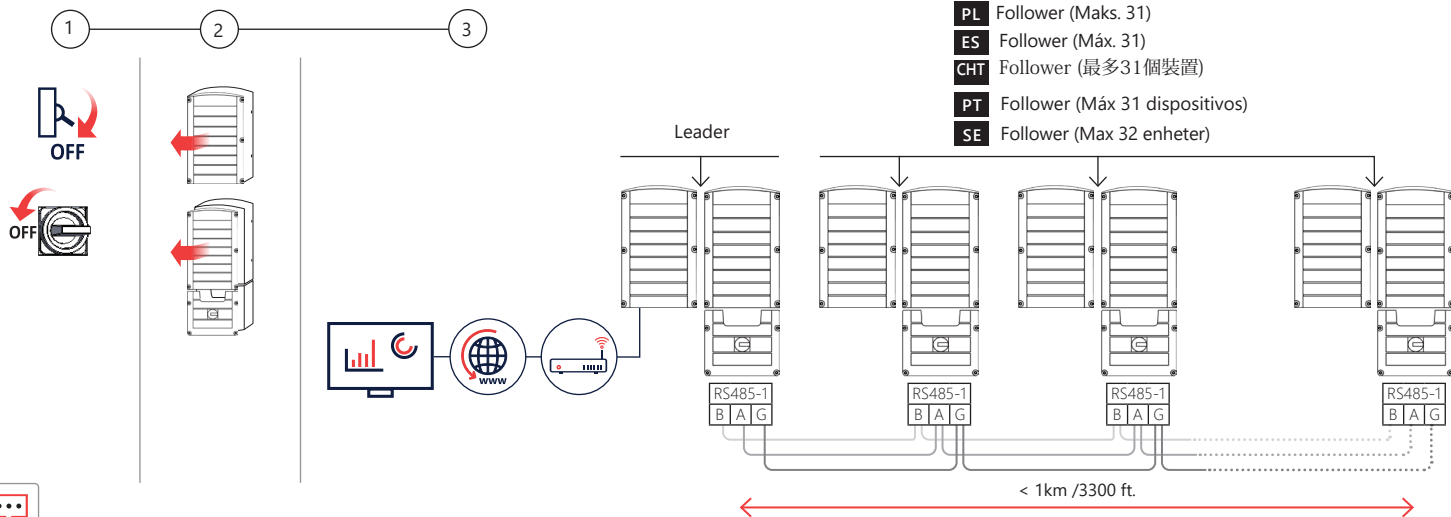 1
2
3
PL Follower (Maks. 31)
ES Follower (Máx. 31)
CHT Follower (最多31個裝置)
PT Follower (Máx 31 dispositivos)
SE Follower (Max 32 enheter)
Leader
OFF
OFF
www
RS485-1
B A G
RS485-1
B A G
RS485-1
B A G
RS485-1
B A G
< 1km /3300 ft.